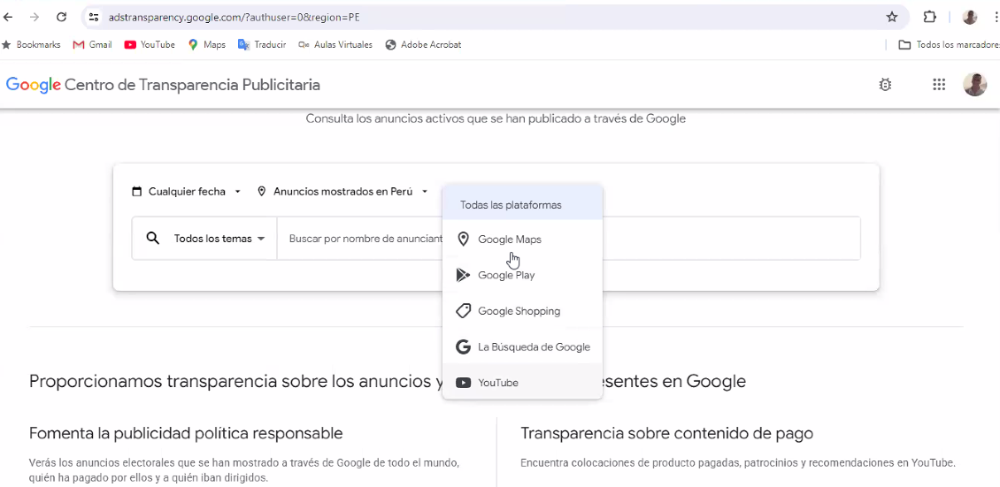 adstransparency.google.com/?authuser=0&region=PE
Bookmarks Gmail YouTube Maps Traducir Aulas Virtuales Adobe Acrobat Todos los marcadores
Google Centro de Transparencia Publicitaria
Consulta los anuncios activos que se han publicado a través de Google
Cualquier fecha Anuncios mostrados en Perú
Todas las plataformas
Todos los temas Buscar por nombre de anunciant
Google Maps
Google Play
Google Shopping
La Búsqueda de Google
YouTube
Proporcionamos transparencia sobre los anuncios y esentes en Google
Fomenta la publicidad política responsable
Verás los anuncios electorales que se han mostrado a través de Google de todo el mundo,
quién ha pagado por ellos y a quién iban dirigidos.
Transparencia sobre contenido de pago
Encuentra colocaciones de producto pagadas, patrocinios y recomendaciones en YouTube.